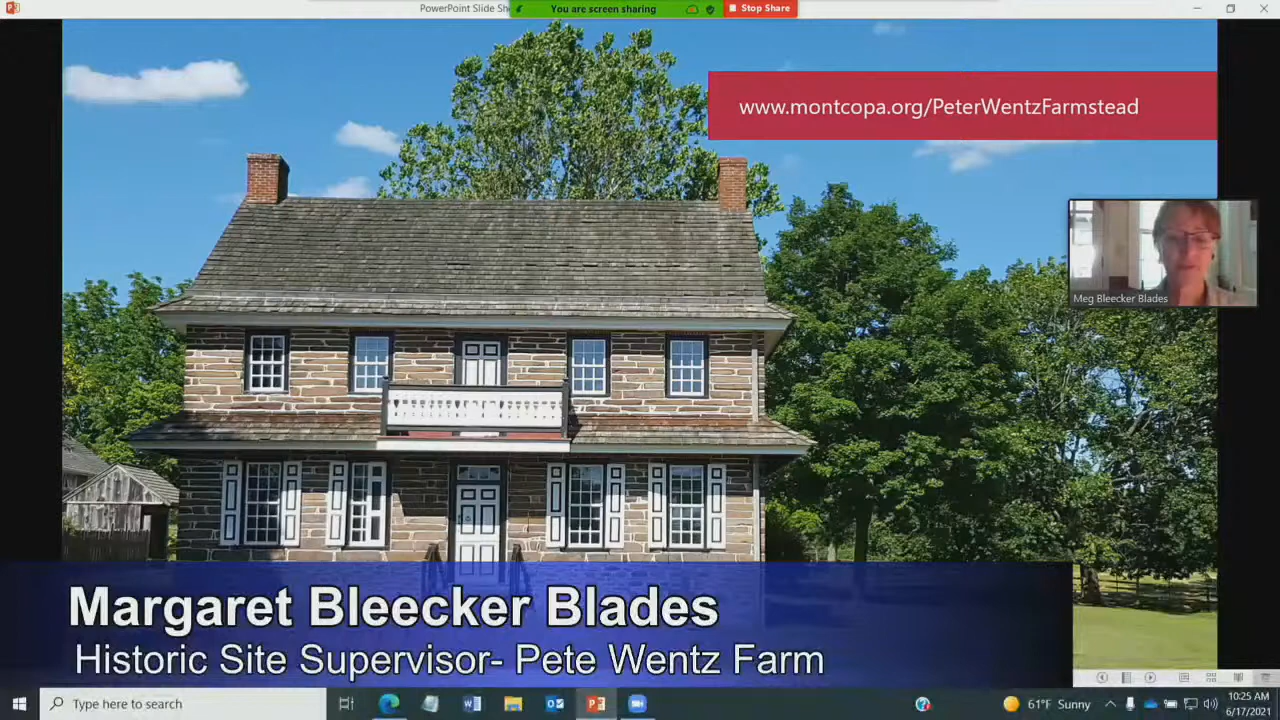 PowerPoint Slide Sh
You are screen sharing
Stop Share
www.montcopa.org/PeterWentzFarmstead
Meg Bleecker Blades
Margaret Bleecker Blades
Historic Site Supervisor- Pete Wentz Farm
Type here to search
61°F Sunny
10:25 AM
6/17/2021